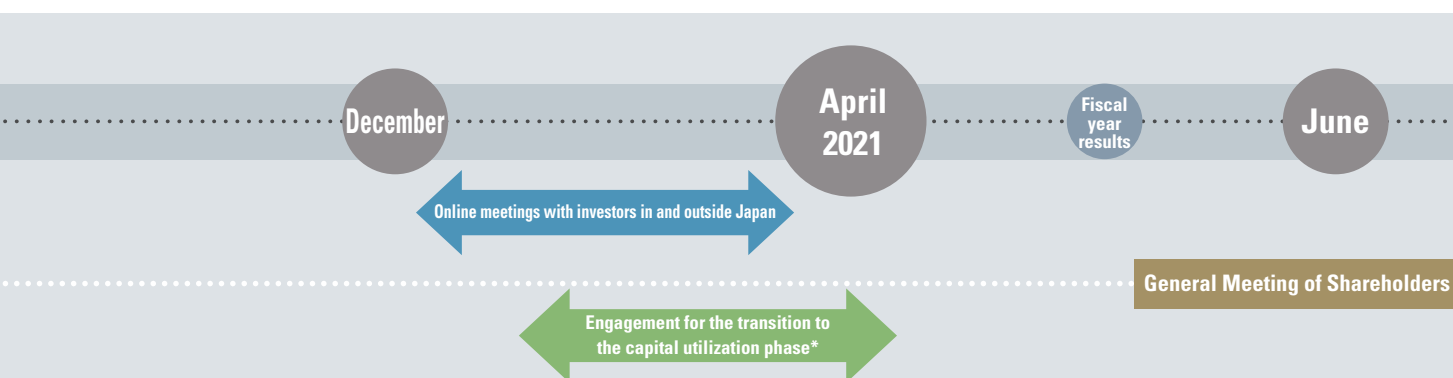 December
April
2021
Fiscal
year
results
June
Online meetings with investors in and outside Japan
General Meeting of Shareholders
Engagement for the transition to
the capital utilization phase*